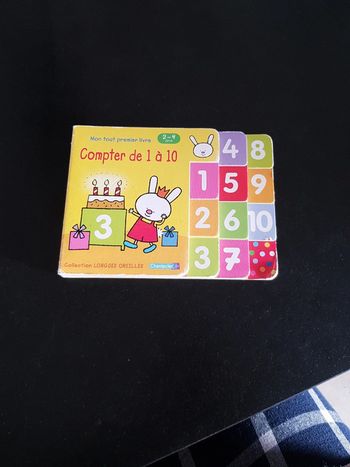 Mon tout premier livre
2-4
Compter de 1 à 10
3
Collection LONGUES OREILLES
Chantecler
4 8
1 5 9
2 6 10
3 7